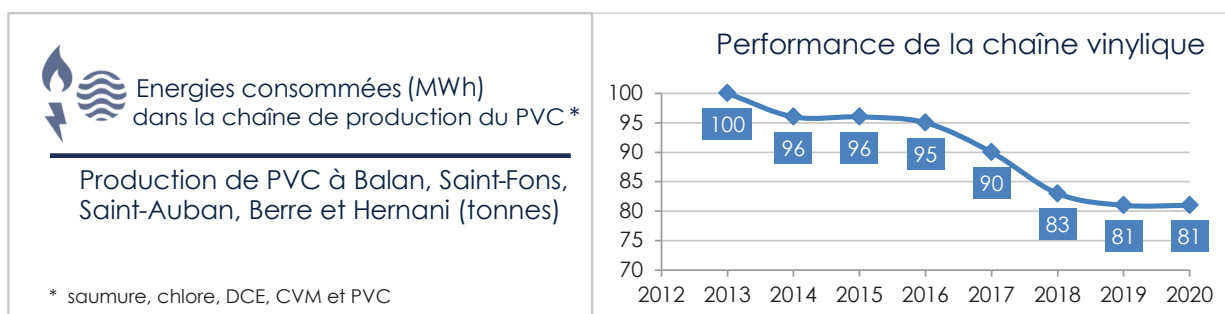 Energies consommées (MWh)
dans la chaîne de production du PVC *
Production de PVC à Balan, Saint-Fons,
Saint-Auban, Berre et Hernani (tonnes)
* saumure, chlore, DCE, CVM et PVC
Performance de la chaîne vinylique
100
95
90
85
80
75
70
100
96
96
95
90
83
81
81
2012 2013 2014 2015 2016 2017 2018 2019 2020